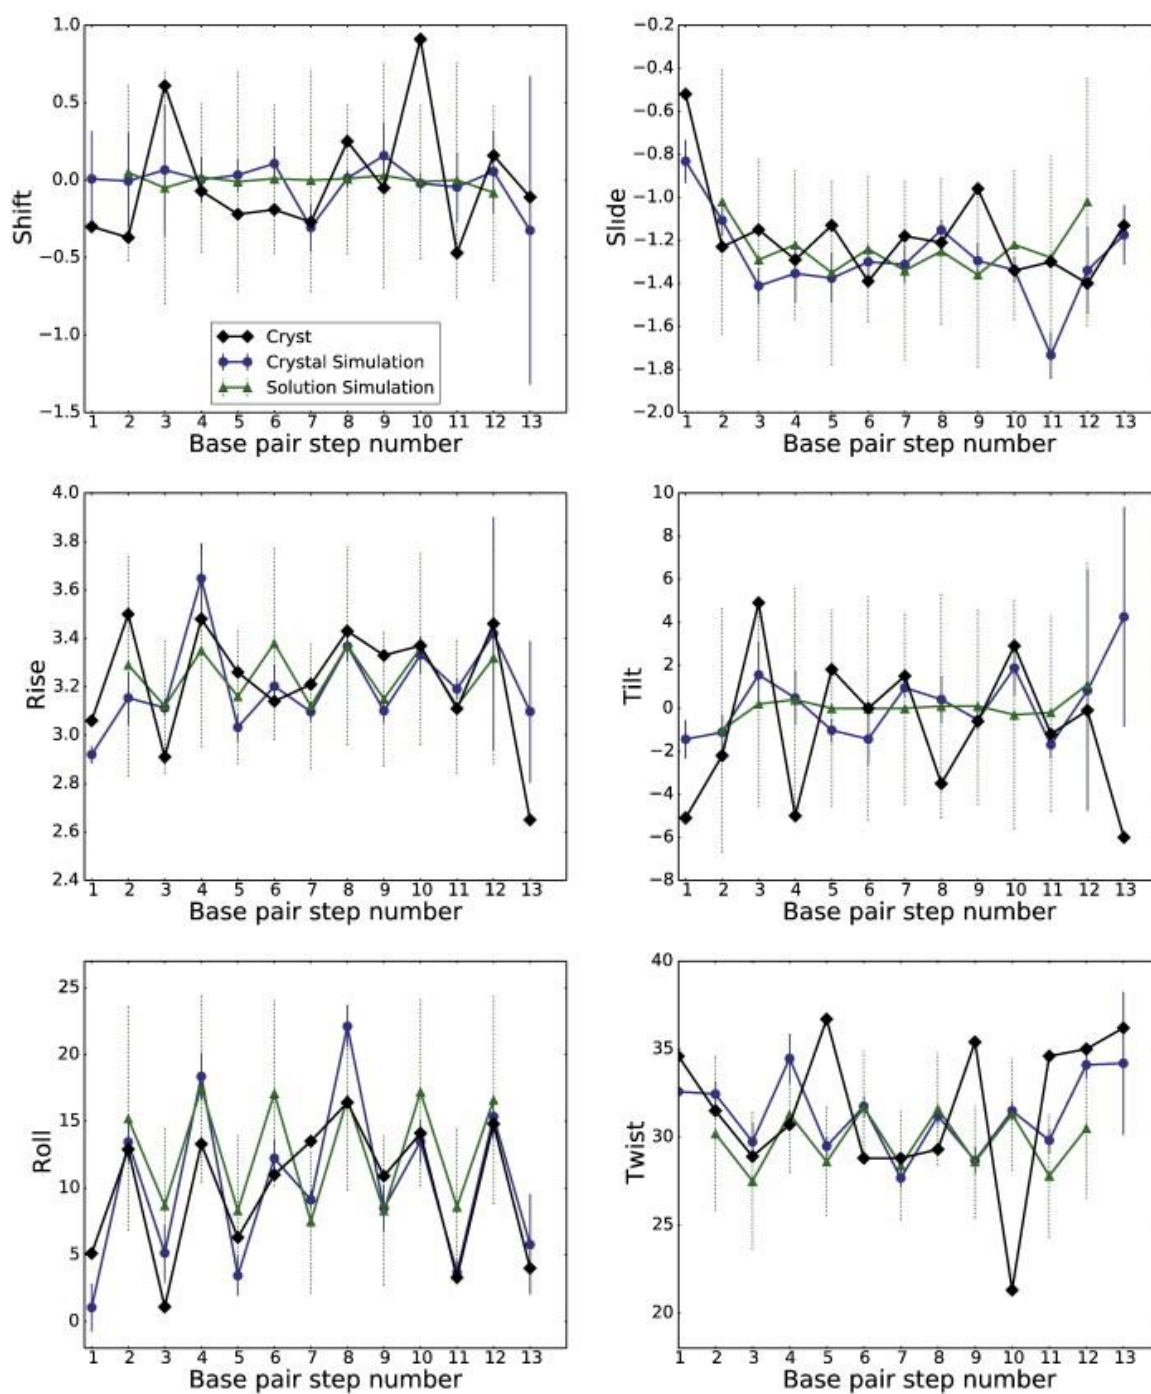 1.0
0.5
0.0
−0.5
−1.0
−1.5
Shift
Cryst
Crystal Simulation
Solution Simulation
1 2 3 4 5 6 7 8 9 10 11 12 13
Base pair step number
−0.2
−0.4
−0.6
−0.8
−1.0
−1.2
−1.4
−1.6
−1.8
−2.0
Slide
1 2 3 4 5 6 7 8 9 10 11 12 13
Base pair step number
4.0
3.8
3.6
3.4
3.2
3.0
2.8
2.6
2.4
Rise
1 2 3 4 5 6 7 8 9 10 11 12 13
Base pair step number
10
8
6
4
2
0
−2
−4
−6
−8
Tilt
1 2 3 4 5 6 7 8 9 10 11 12 13
Base pair step number
25
20
15
10
5
0
Roll
1 2 3 4 5 6 7 8 9 10 11 12 13
Base pair step number
40
35
30
25
20
Twist
1 2 3 4 5 6 7 8 9 10 11 12 13
Base pair step number